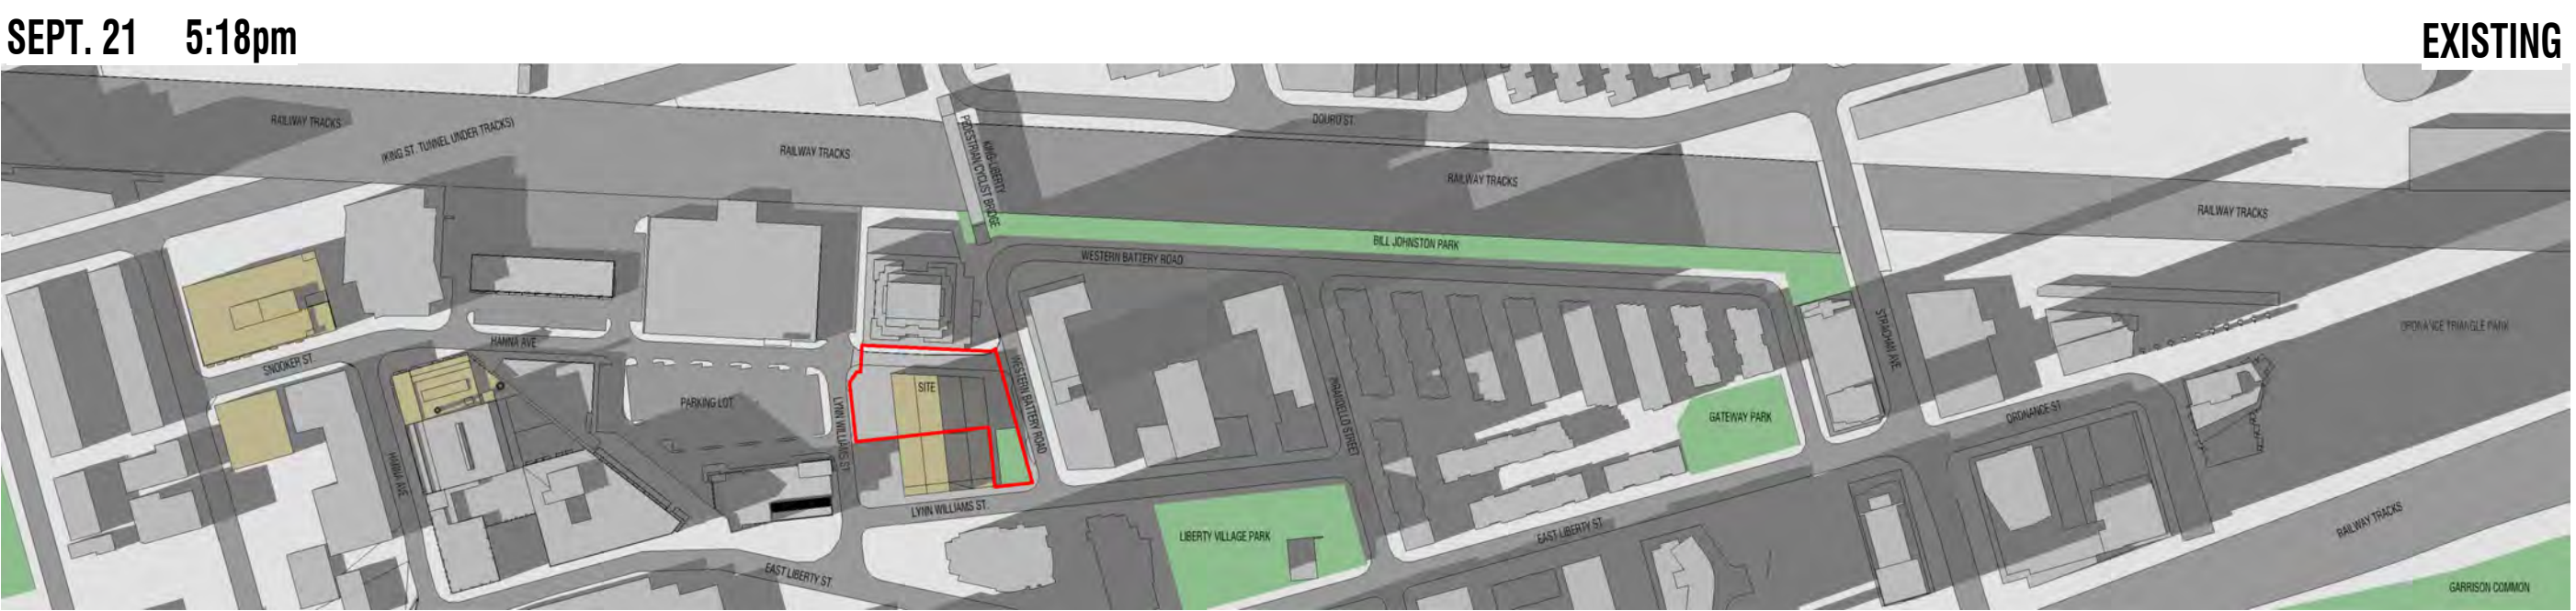 SEPT. 21 5:18pm
EXISTING
RAILWAY TRACKS
(KING ST. TUNNEL UNDER TRACKS)
RAILWAY TRACKS
KING-LIBERTY
PEDESTRIAN/CYCLIST BRIDGE
DOURO ST.
RAILWAY TRACKS
RAILWAY TRACKS
BILL JOHNSTON PARK
WESTERN BATTERY ROAD
STRACHAN AVE
ORDNANCE TRIANGLE PARK
HANNA AVE
SNOOKER ST.
SITE
WESTERN BATTERY ROAD
PARKING LOT
LYNN WILLIAMS ST.
PIRANDELLO STREET
GATEWAY PARK
ORDNANCE ST.
HANNA AVE
LYNN WILLIAMS ST.
LIBERTY VILLAGE PARK
EAST LIBERTY ST.
RAILWAY TRACKS
EAST LIBERTY ST.
GARRISON COMMON